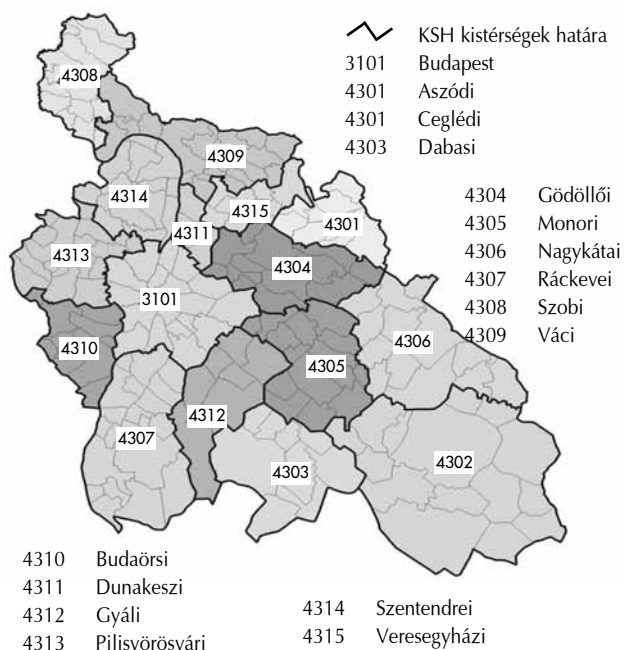 KSH kistérségek határa
3101 Budapest
4301 Aszódi
4301 Ceglédi
4303 Dabasi
4304 Gödöllői
4305 Monori
4306 Nagykátai
4307 Ráckevei
4308 Szobi
4309 Váci
4308
4309
4314
4315
4301
4311
4313
4304
3101
4310
4306
4305
4312
4307
4302
4303
4310 Budaörsi
4311 Dunakeszi
4312 Gyáli
4313 Pilisvörösvári
4314 Szentendrei
4315 Veresegyházi